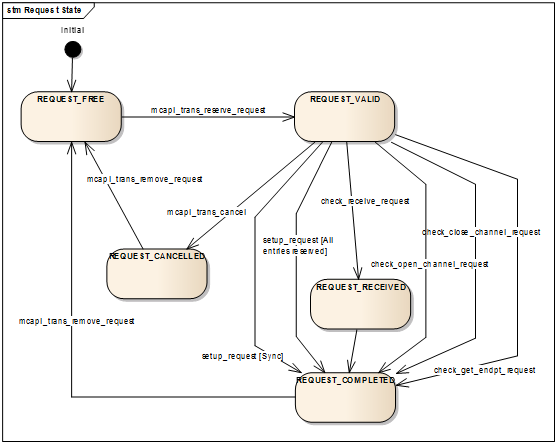 stm Request State
Initial
REQUEST_FREE
REQUEST_VALID
mcapi_trans_reserve_request
mcapi_trans_remove_request
check_receive_request
mcapi_trans_cancel
check_close_channel_request
setup_request [All
entries reserved]
REQUEST_CANCELLED
check_open_channel_request
REQUEST_RECEIVED
mcapi_trans_remove_request
setup_request [Sync]
check_get_endpt_request
REQUEST_COMPLETED